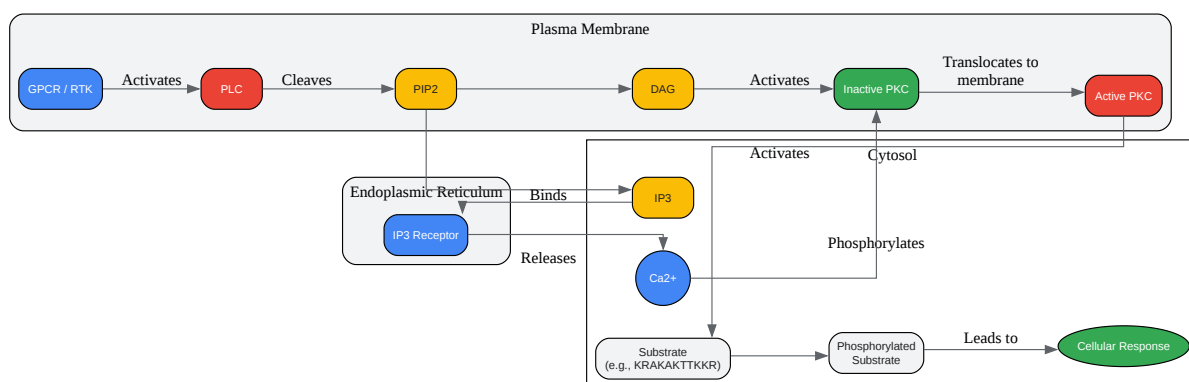 Plasma Membrane
GPCR / RTK
Activates
PLC
Cleaves
PIP2
DAG
Activates
Inactive PKC
Translocates to
membrane
Active PKC
Activates
Cytosol
Endoplasmic Reticulum
Binds
IP3
IP3 Receptor
Releases
Phosphorylates
Ca2+
Substrate
(e.g., KRAKAKTTKKR)
Phosphorylated
Substrate
Leads to
Cellular Response